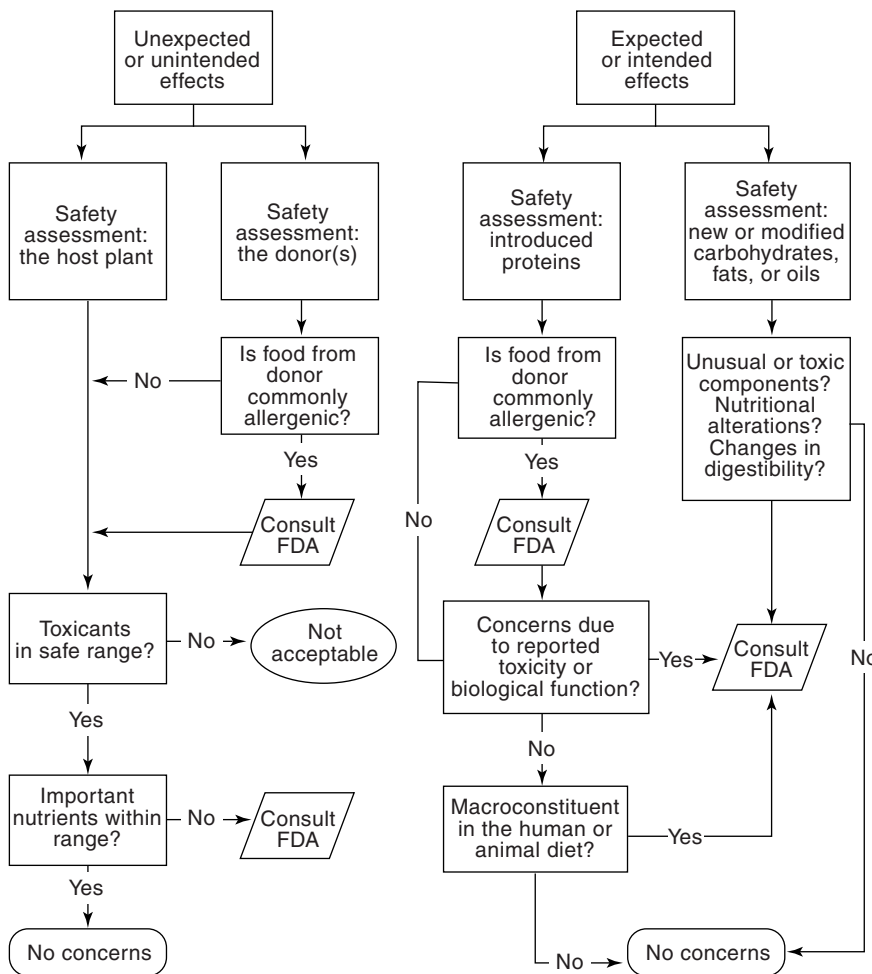 Unexpected
or unintended
effects
Safety
assessment:
the host plant
Safety
assessment:
the donor(s)
Is food from
donor
commonly
allergenic?
No
Yes
Consult
FDA
Toxicants
in safe range?
No
Not
acceptable
Yes
Important
nutrients within
range?
No
Consult
FDA
Yes
No concerns
Expected
or intended
effects
Safety
assessment:
introduced
proteins
Safety
assessment:
new or modified
carbohydrates,
fats, or oils
Is food from
donor
commonly
allergenic?
Unusual or toxic
components?
Nutritional
alterations?
Changes in
digestibility?
Yes
No
Consult
FDA
Concerns due
to reported
toxicity or
biological function?
Yes
Consult
FDA
No
No
Macroconstituent
in the human or
animal diet?
Yes
No
No concerns